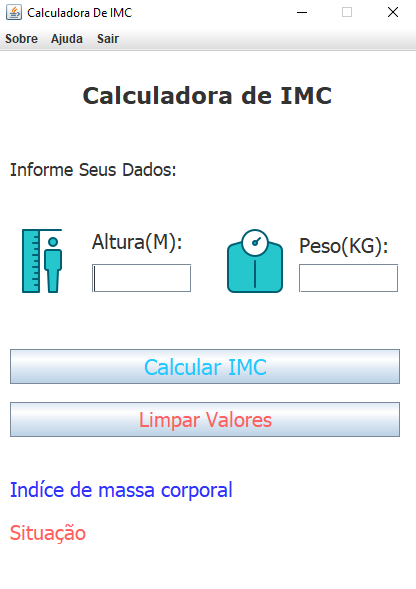 Calculadora De IMC
Sobre Ajuda Sair
Calculadora de IMC
Informe Seus Dados:
Altura(M): Peso(KG):
Calcular IMC
Limpar Valores
Indíce de massa corporal
Situação